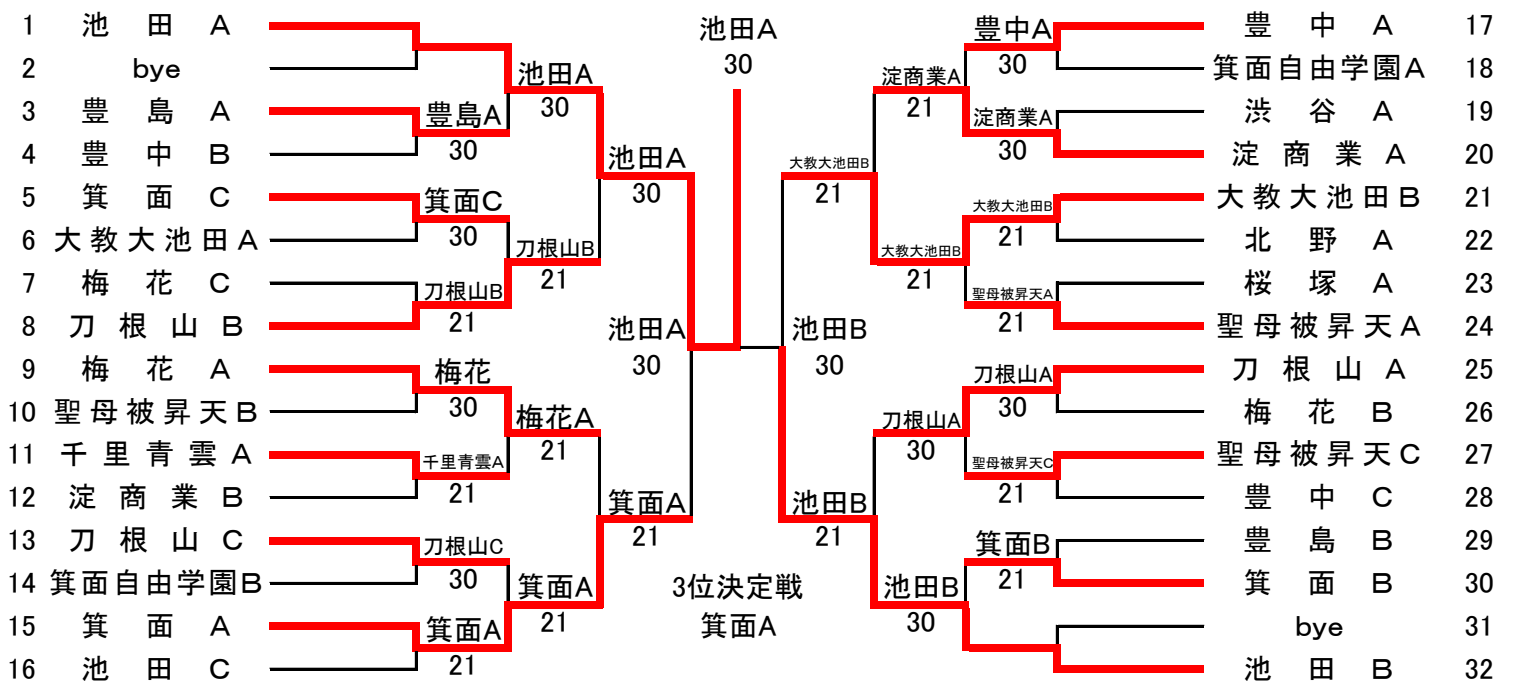 1 池田A
2 bye
3 豊島A
4 豊中B
5 箕面C
6 大教大池田A
7 梅花C
8 刀根山B
9 梅花A
10 聖母被昇天B
11 千里青雲A
12 淀商業B
13 刀根山C
14 箕面自由学園B
15 箕面A
16 池田C
豊島A
30
箕面C
30
刀根山B
21
梅花
30
千里青雲A
21
刀根山C
30
箕面A
21
池田A
30
刀根山B
21
梅花A
21
箕面A
21
池田A
30
箕面A
21
池田A
30
池田A
30
3位決定戦
箕面A
池田B
30
大教大池田B
21
池田B
21
淀商業A
21
大教大池田B
21
刀根山A
30
池田B
30
豊中A
30
淀商業A
30
大教大池田B
21
聖母被昇天A
21
刀根山A
30
聖母被昇天C
21
箕面B
21
豊中A 17
箕面自由学園A 18
渋谷A 19
淀商業A 20
大教大池田B 21
北野A 22
桜塚A 23
聖母被昇天A 24
刀根山A 25
梅花B 26
聖母被昇天C 27
豊中C 28
豊島B 29
箕面B 30
bye 31
池田B 32